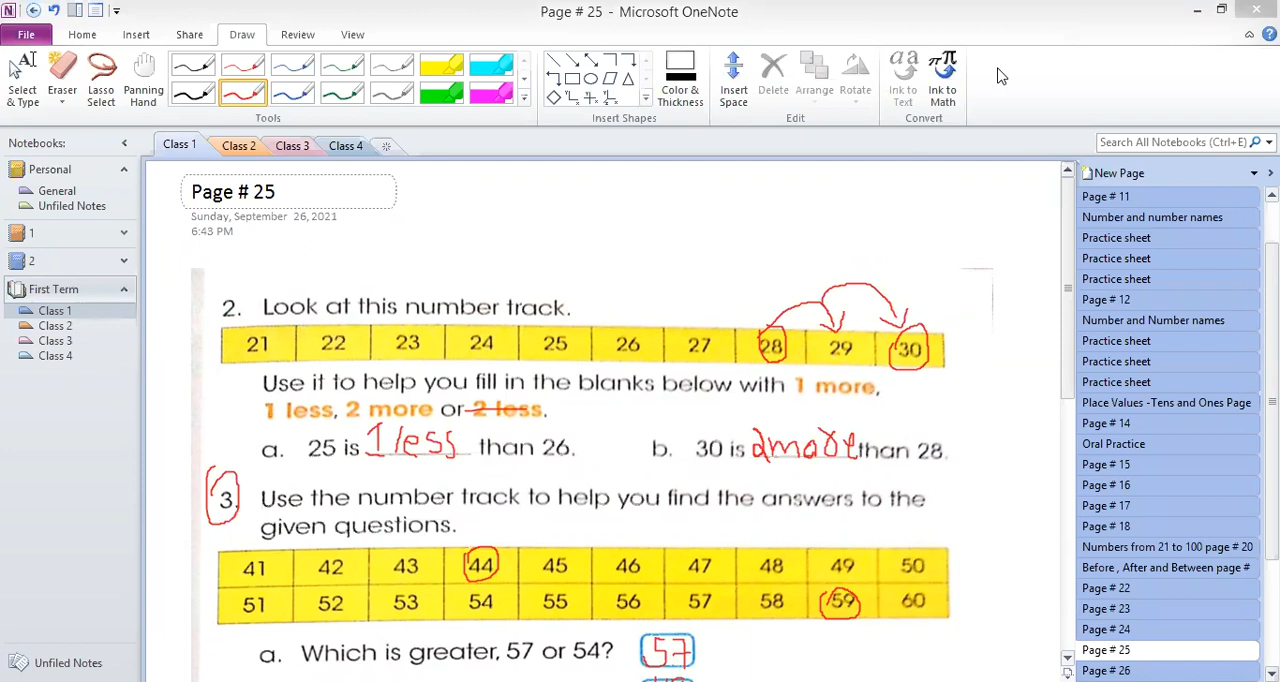 Page # 25 - Microsoft OneNote
File Home Insert Share Draw Review View
Select & Type
Eraser
Lasso Select
Panning Hand
Color & Thickness
Insert Space
Delete
Arrange
Rotate
Ink to Text
Ink to Math
Tools
Insert Shapes
Edit
Convert
Notebooks:
Class 1 Class 2 Class 3 Class 4
Search All Notebooks (Ctrl+E)
Personal
General
Unfiled Notes
1
2
First Term
Class 1
Class 2
Class 3
Class 4
Unfiled Notes
Page # 25
Sunday, September 26, 2021
6:43 PM
2. Look at this number track.
21 22 23 24 25 26 27 28 29 30
Use it to help you fill in the blanks below with 1 more,
1 less, 2 more or 2 less.
a. 25 is 1 less than 26. b. 30 is 2more than 28.
3. Use the number track to help you find the answers to the
given questions.
41 42 43 44 45 46 47 48 49 50
51 52 53 54 55 56 57 58 59 60
a. Which is greater, 57 or 54? 57
New Page
Page # 11
Number and number names
Practice sheet
Practice sheet
Practice sheet
Page # 12
Number and Number names
Practice sheet
Practice sheet
Practice sheet
Place Values -Tens and Ones Page
Page # 14
Oral Practice
Page # 15
Page # 16
Page # 17
Page # 18
Numbers from 21 to 100 page # 20
Before , After and Between page #
Page # 22
Page # 23
Page # 24
Page # 25
Page # 26